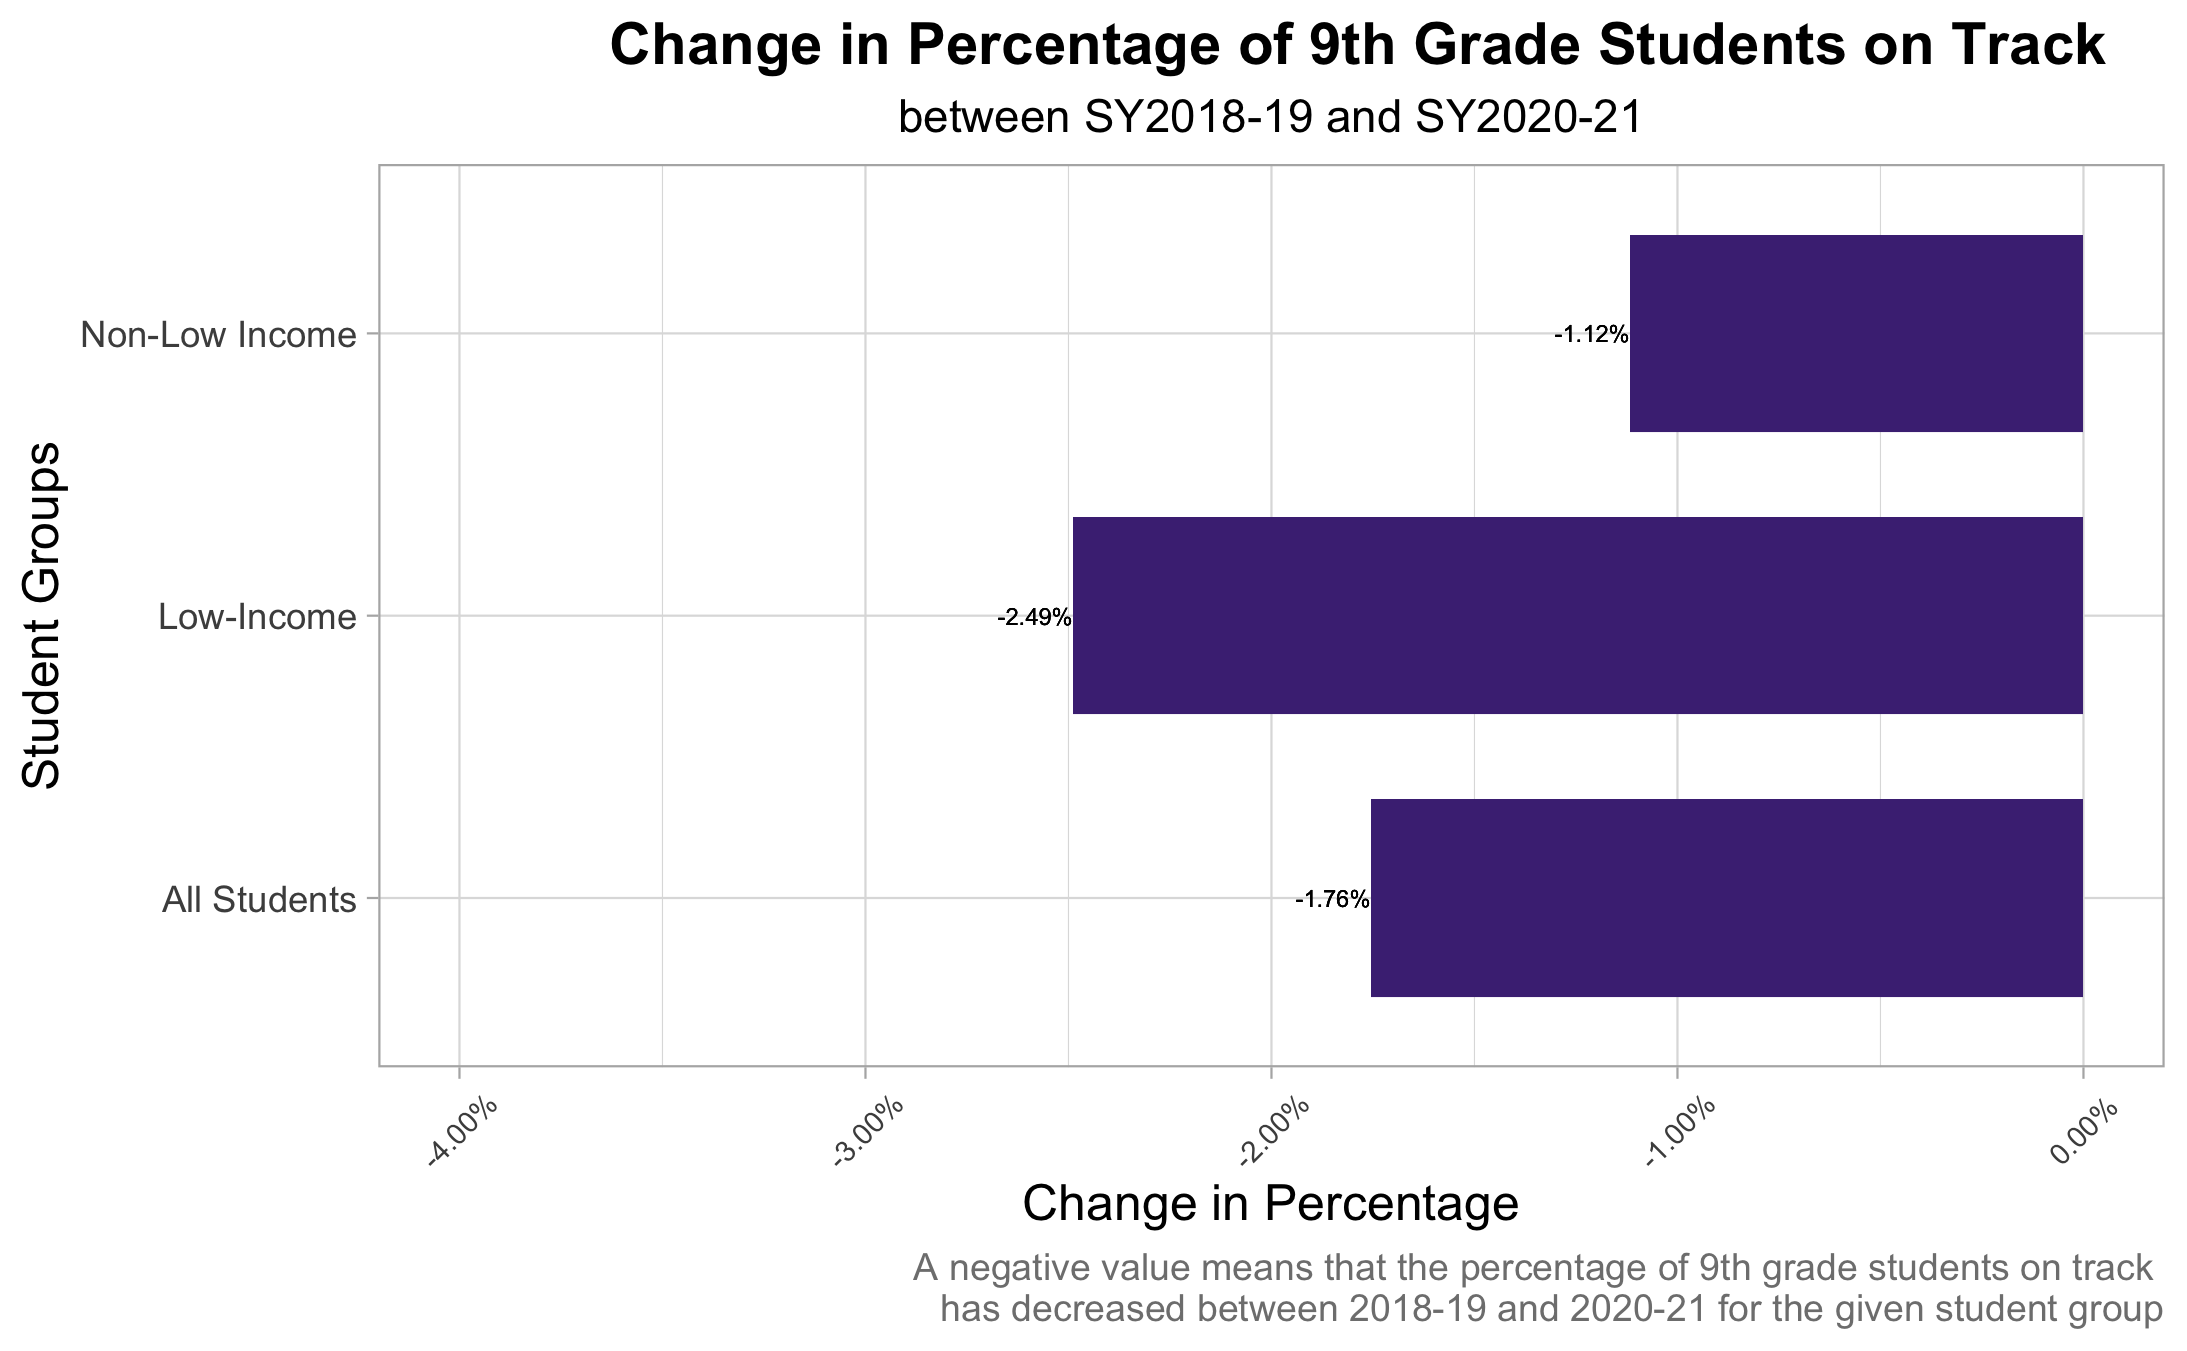 Change in Percentage of 9th Grade Students on Track
between SY2018-19 and SY2020-21
Student Groups
Non-Low Income
-1.12%
Low-Income
-2.49%
All Students
-1.76%
-4.00%
-3.00%
-2.00%
-1.00%
0.00%
Change in Percentage
A negative value means that the percentage of 9th grade students on track
has decreased between 2018-19 and 2020-21 for the given student group